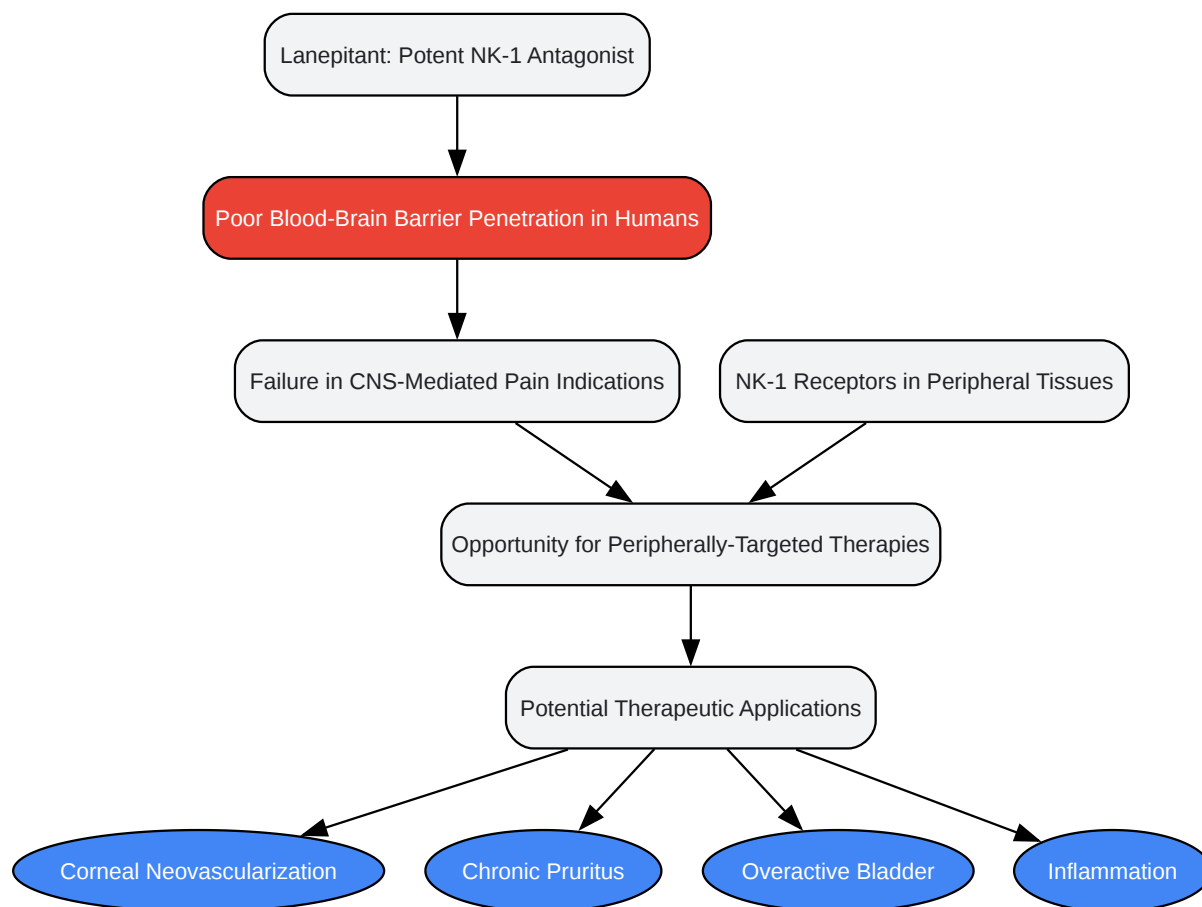 Lanepitant: Potent NK-1 Antagonist
Poor Blood-Brain Barrier Penetration in Humans
Failure in CNS-Mediated Pain Indications
NK-1 Receptors in Peripheral Tissues
Opportunity for Peripherally-Targeted Therapies
Potential Therapeutic Applications
Corneal Neovascularization
Chronic Pruritus
Overactive Bladder
Inflammation